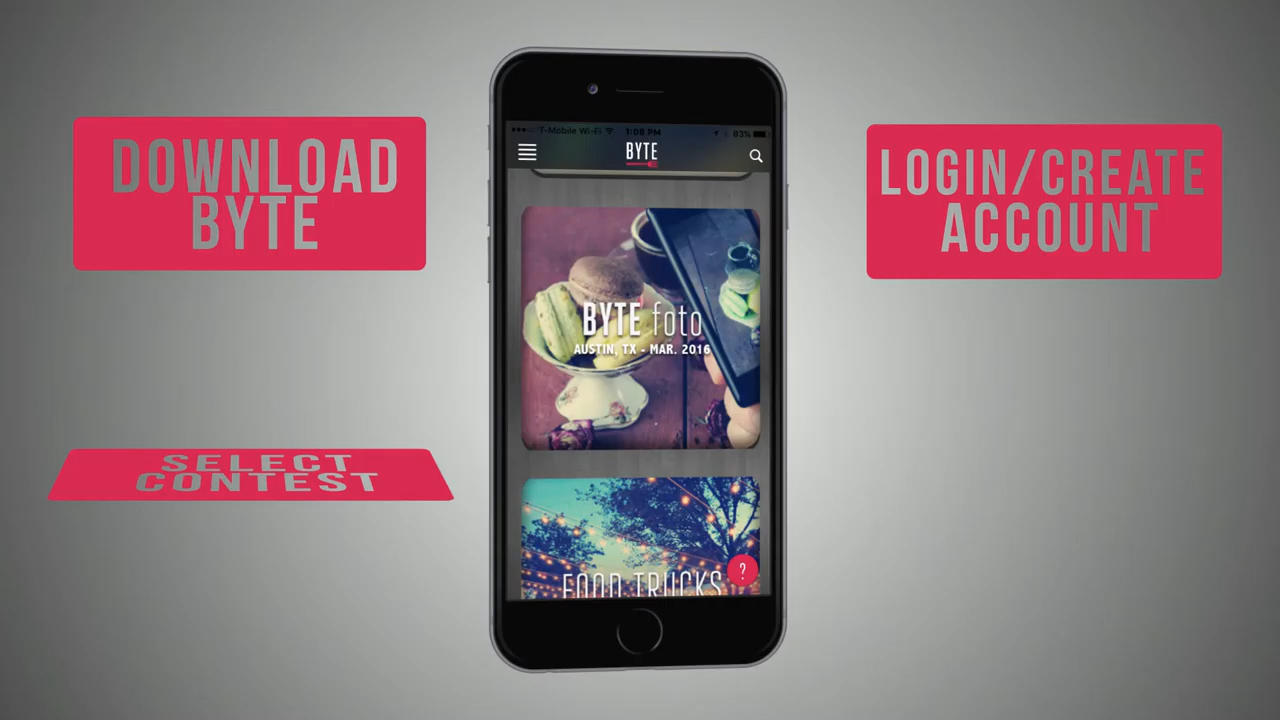 DOWNLOAD
BYTE
LOGIN/CREATE
ACCOUNT
SELECT
CONTEST
T-Mobile Wi-Fi 1:08 PM 83%
BYTE
BYTE foto
AUSTIN, TX - MAR. 2016
FOOD TRUCKS
?